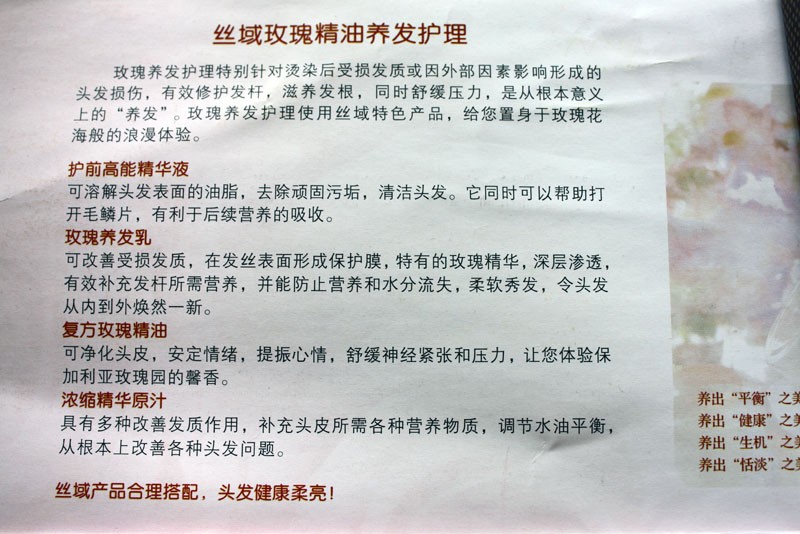 丝域玫瑰精油养发护理
玫瑰养发护理特别针对烫染后受损发质或因外部因素影响形成的
头发损伤，有效修护发杆，滋养发根，同时舒缓压力，是从根本意义
上的“养发”。玫瑰养发护理使用丝域特色产品，给您置身于玫瑰花
海般的浪漫体验。
护前高能精华液
可溶解头发表面的油脂，去除顽固污垢，清洁头发。它同时可以帮助打
开毛鳞片，有利于后续营养的吸收。
玫瑰养发乳
可改善受损发质，在发丝表面形成保护膜，特有的玫瑰精华，深层渗透，
有效补充发杆所需营养，并能防止营养和水分流失，柔软秀发，令头发
从内到外焕然一新。
复方玫瑰精油
可净化头皮，安定情绪，提振心情，舒缓神经紧张和压力，让您体验保
加利亚玫瑰园的馨香。
浓缩精华原汁
具有多种改善发质作用，补充头皮所需各种营养物质，调节水油平衡，
从根本上改善各种头发问题。
丝域产品合理搭配，头发健康柔亮！
养出“平衡”之美
养出“健康”之美
养出“生机”之美
养出“恬淡”之美